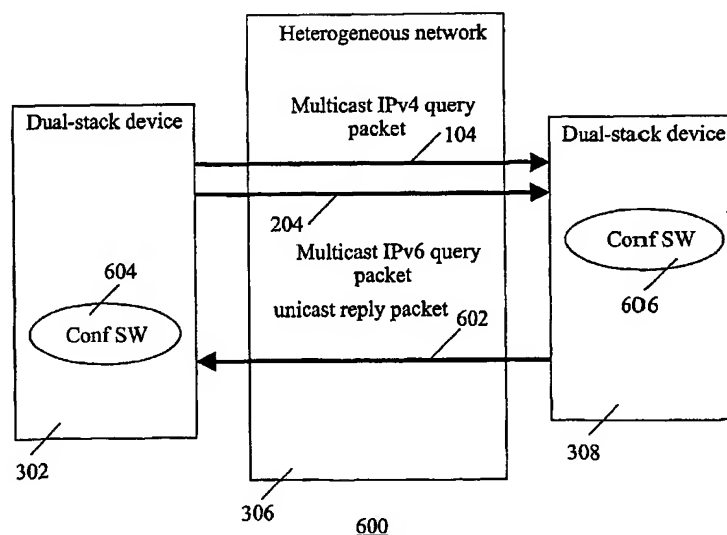 Heterogeneous network
Dual-stack device
Multicast IPv4 query
packet
104
Dual-stack device
204
Multicast IPv6 query
packet
Conf SW
606
604
Conf SW
unicast reply packet
602
302
306
308
600